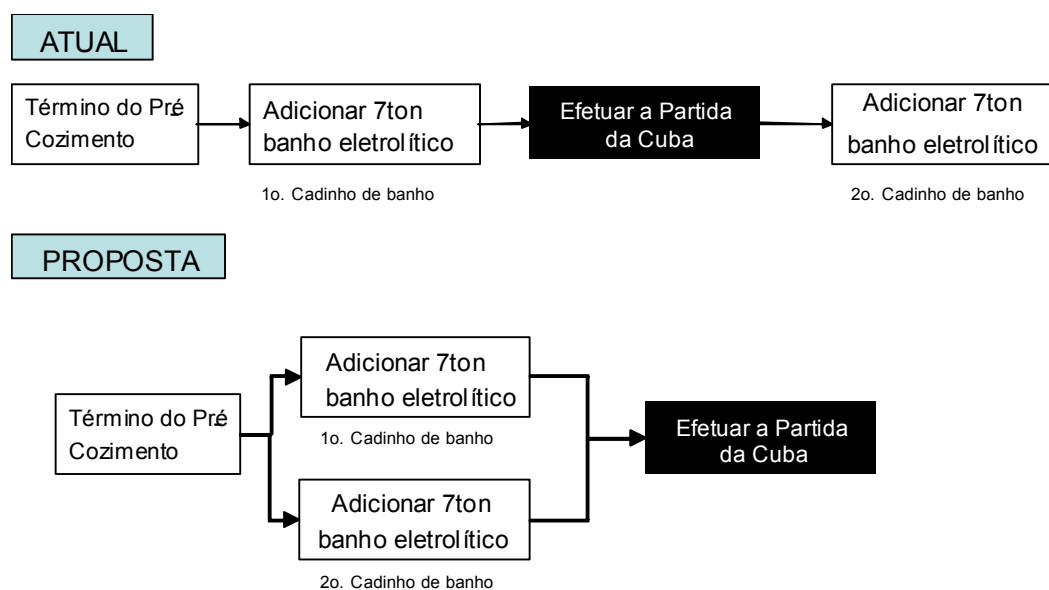 ATUAL
Término do Pré
Cozimento
Adicionar 7ton
banho eletrolítico
1o. Cadinho de banho
Efetuar a Partida
da Cuba
Adicionar 7ton
banho eletrolítico
2o. Cadinho de banho
PROPOSTA
Término do Pré
Cozimento
Adicionar 7ton
banho eletrolítico
1o. Cadinho de banho
Adicionar 7ton
banho eletrolítico
2o. Cadinho de banho
Efetuar a Partida
da Cuba